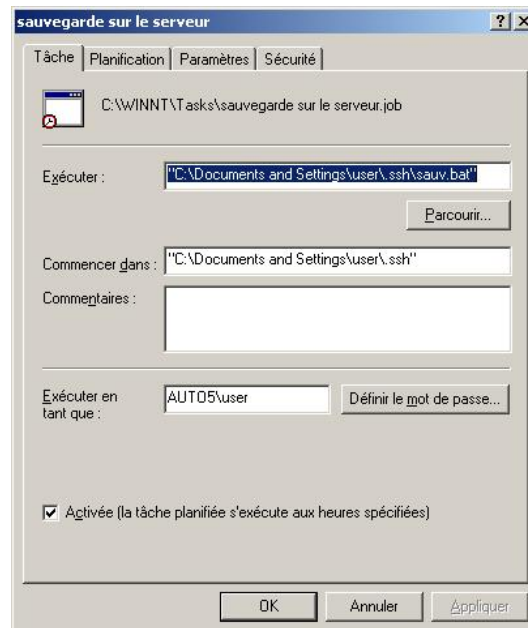 sauvegarde sur le serveur
Tâche Planification Paramètres Sécurité
C:\WINNT\Tasks\sauvegarde sur le serveur.job
Exécuter : "C:\Documents and Settings\user\.ssh\sauv.bat"
Parcourir...
Commencer dans : "C:\Documents and Settings\user\.ssh"
Commentaires :
Exécuter en tant que : AUTO5\user Définir le mot de passe...
Activée (la tâche planifiée s'exécute aux heures spécifiées)
OK Annuler Appliquer